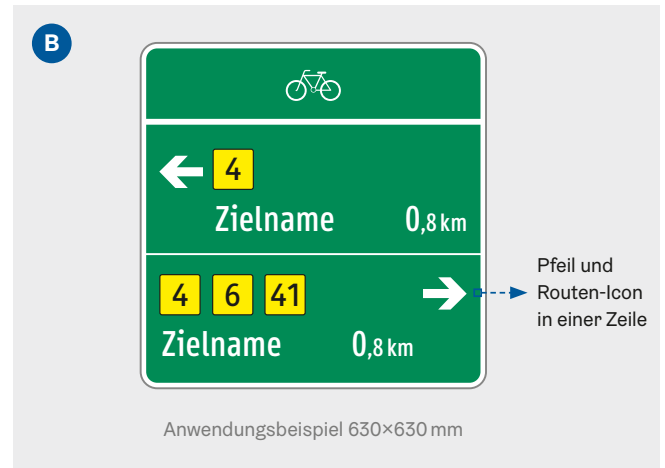 B
4
Zielname 0,8 km
4 6 41
Zielname 0,8 km
Pfeil und
Routen-Icon
in einer Zeile
Anwendungsbeispiel 630×630 mm